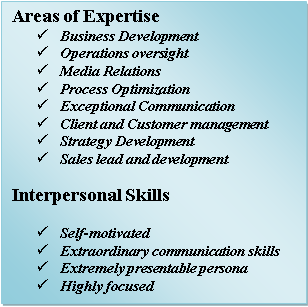 Areas of Expertise
✓ Business Development
✓ Operations oversight
✓ Media Relations
✓ Process Optimization
✓ Exceptional Communication
✓ Client and Customer management
✓ Strategy Development
✓ Sales lead and development
Interpersonal Skills
✓ Self-motivated
✓ Extraordinary communication skills
✓ Extremely presentable persona
✓ Highly focused